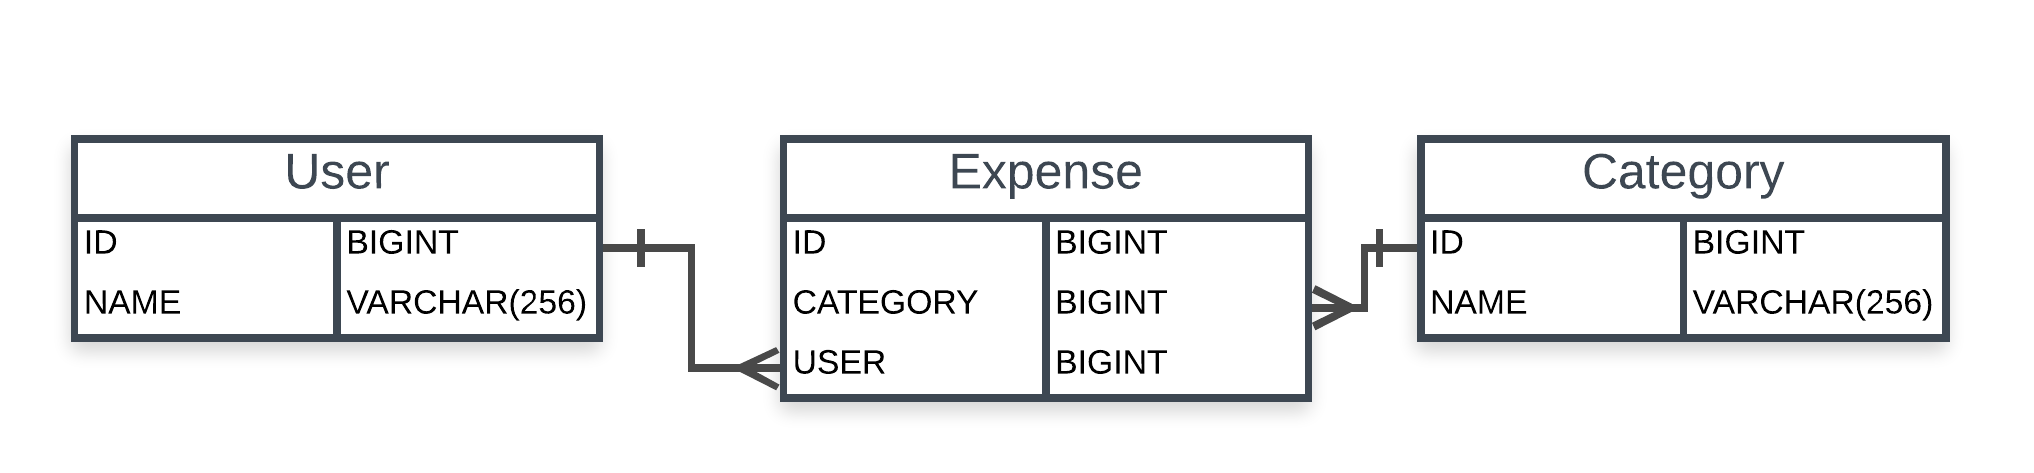 User
ID BIGINT
NAME VARCHAR(256)
Expense
ID BIGINT
CATEGORY BIGINT
USER BIGINT
Category
ID BIGINT
NAME VARCHAR(256)